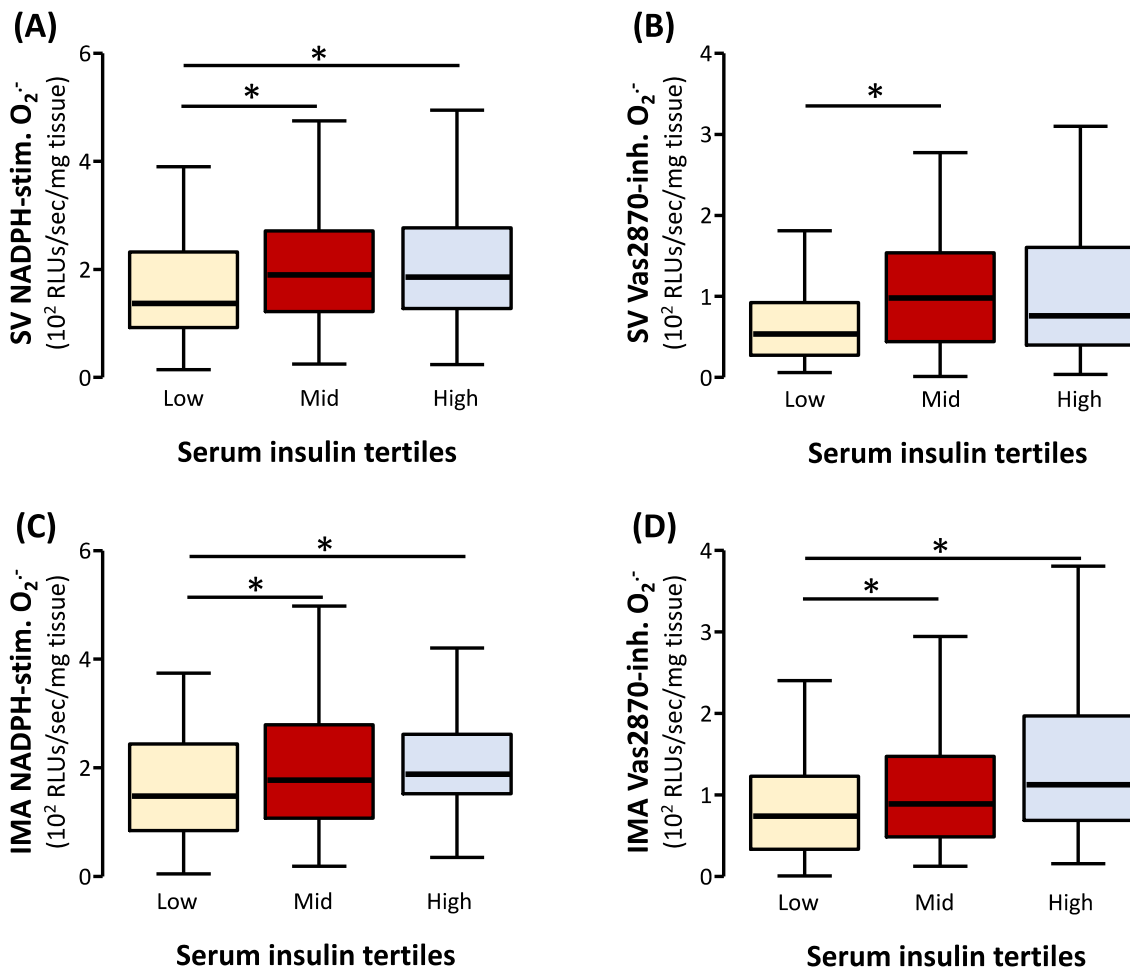 (A)
SV NADPH-stim. O₂·⁻
(10² RLUs/sec/mg tissue)
6
4
2
0
*
*
Low Mid High
Serum insulin tertiles
(B)
SV Vas2870-inh. O₂·⁻
(10² RLUs/sec/mg tissue)
4
3
2
1
0
*
Low Mid High
Serum insulin tertiles
(C)
IMA NADPH-stim. O₂·⁻
(10² RLUs/sec/mg tissue)
6
4
2
0
*
*
Low Mid High
Serum insulin tertiles
(D)
IMA Vas2870-inh. O₂·⁻
(10² RLUs/sec/mg tissue)
4
3
2
1
0
*
*
Low Mid High
Serum insulin tertiles